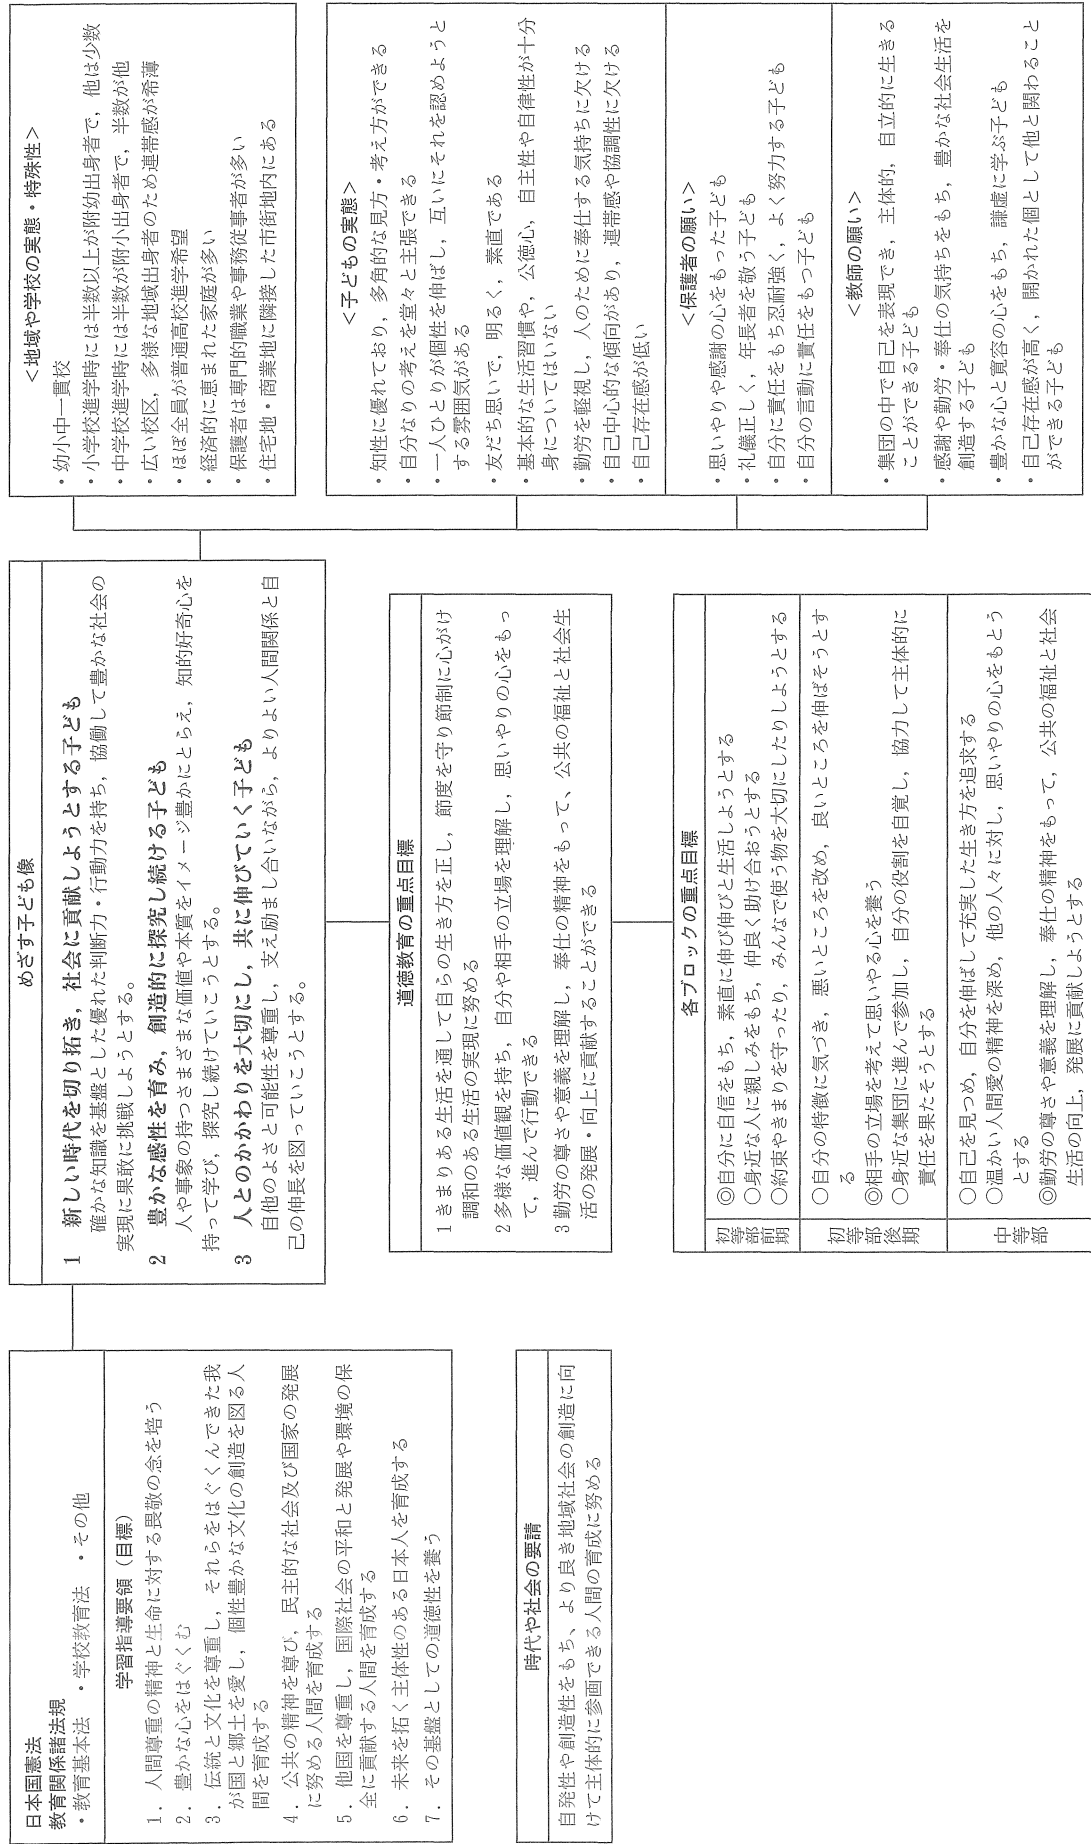 日本国憲法
教育関係諸法規
・教育基本法　・学校教育法　・その他
学習指導要領（目標）
1．人間尊重の精神と生命に対する畏敬の念を培う
2．豊かな心をはぐくむ
3．伝統と文化を尊重し，それらをはぐくんできた我
が国と郷土を愛し，個性豊かな文化の創造を図る人
間を育成する
4．公共の精神を尊び，民主的な社会及び国家の発展
に努める人間を育成する
5．他国を尊重し，国際社会の平和と発展や環境の保
全に貢献する人間を育成する
6．未来を拓く主体性のある日本人を育成する
7．その基盤としての道徳性を養う
時代や社会の要請
自発性や創造性をもち、より良き地域社会の創造に向
けて主体的に参画できる人間の育成に努める
めざす子ども像
1　新しい時代を切り拓き，社会に貢献しようとする子ども
確かな知識を基盤とした優れた判断力・行動力を持ち，協働して豊かな社会の
実現に果敢に挑戦しようとする。
2　豊かな感性を育み，創造的に探究し続ける子ども
人や事象の持つさまざまな価値や本質をイメージ豊かにとらえ，知的好奇心を
持って学び，探究し続けていこうとする。
3　人とのかかわりを大切にし，共に伸びていく子ども
自他のよさと可能性を尊重し，支え励まし合いながら，よりよい人間関係と自
己の伸長を図っていこうとする。
道徳教育の重点目標
1 きまりある生活を通して自らの生き方を正し，節度を守り節制に心がけ
調和のある生活の実現に努める
2 多様な価値観を持ち，自分や相手の立場を理解し，思いやりの心をもっ
て，進んで行動できる
3 勤労の尊さや意義を理解し，奉仕の精神をもって、公共の福祉と社会生
活の発展・向上に貢献することができる
各ブロックの重点目標
初等部前期
◎自分に自信をもち，素直に伸び伸びと生活しようとする
○身近な人に親しみをもち，仲良く助け合おうとする
○約束やきまりを守ったり，みんなで使う物を大切にしたりしようとする
初等部後期
○自分の特徴に気づき，悪いところを改め，良いところを伸ばそうとす
る
◎相手の立場を考えて思いやる心を養う
○身近な集団に進んで参加し，自分の役割を自覚し，協力して主体的に
責任を果たそうとする
中等部
○自己を見つめ，自分を伸ばして充実した生き方を追求する
○温かい人間愛の精神を深め，他の人々に対し，思いやりの心をもとう
とする
◎勤労の尊さや意義を理解し，奉仕の精神をもって，公共の福祉と社会
生活の向上，発展に貢献しようとする
＜地域や学校の実態・特殊性＞
・幼小中一貫校
・小学校進学時には半数以上が附幼出身者で，他は少数
・中学校進学時には半数が附小出身者で，半数が他
・広い校区，多様な地域出身者のため連帯感が希薄
・ほぼ全員が普通高校進学希望
・経済的に恵まれた家庭が多い
・保護者は専門的職業や事務従事者が多い
・住宅地・商業地に隣接した市街地内にある
＜子どもの実態＞
・知性に優れており，多角的な見方・考え方ができる
・自分なりの考えを堂々と主張できる
・一人ひとりが個性を伸ばし，互いにそれを認めようと
する雰囲気がある
・友だち思いで，明るく，素直である
・基本的な生活習慣や，公徳心，自主性や自律性が十分
身についてはいない
・勤労を軽視し，人のために奉仕する気持ちに欠ける
・自己中心的な傾向があり，連帯感や協調性に欠ける
・自己存在感が低い
＜保護者の願い＞
・思いやりや感謝の心をもった子ども
・礼儀正しく，年長者を敬う子ども
・自分に責任をもち忍耐強く，よく努力する子ども
・自分の言動に責任をもつ子ども
＜教師の願い＞
・集団の中で自己を表現でき，主体的，自立的に生きる
ことができる子ども
・感謝や勤労・奉仕の気持ちをもち，豊かな社会生活を
創造する子ども
・豊かな心と寛容の心をもち，謙虚に学ぶ子ども
・自己存在感が高く，開かれた個として他と関わること
ができる子ども